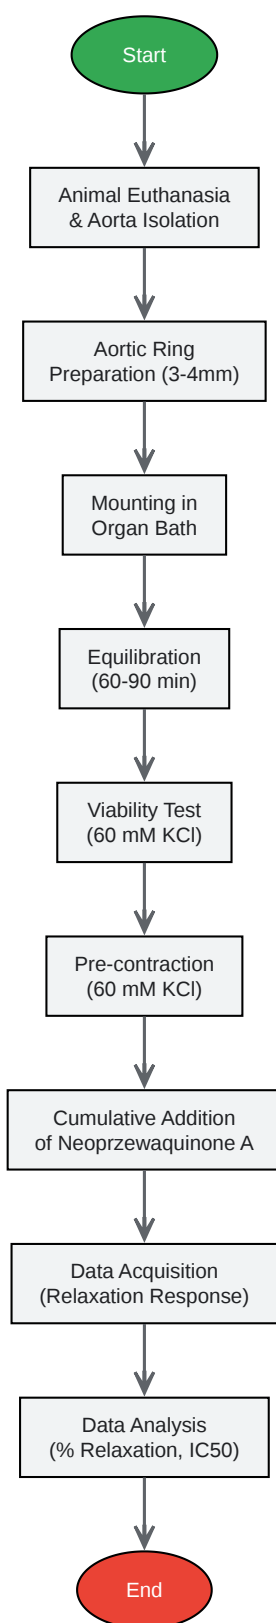 Start
Animal Euthanasia
& Aorta Isolation
Aortic Ring
Preparation (3-4mm)
Mounting in
Organ Bath
Equilibration
(60-90 min)
Viability Test
(60 mM KCl)
Pre-contraction
(60 mM KCl)
Cumulative Addition
of Neoprzewaquinone A
Data Acquisition
(Relaxation Response)
Data Analysis
(% Relaxation, IC50)
End